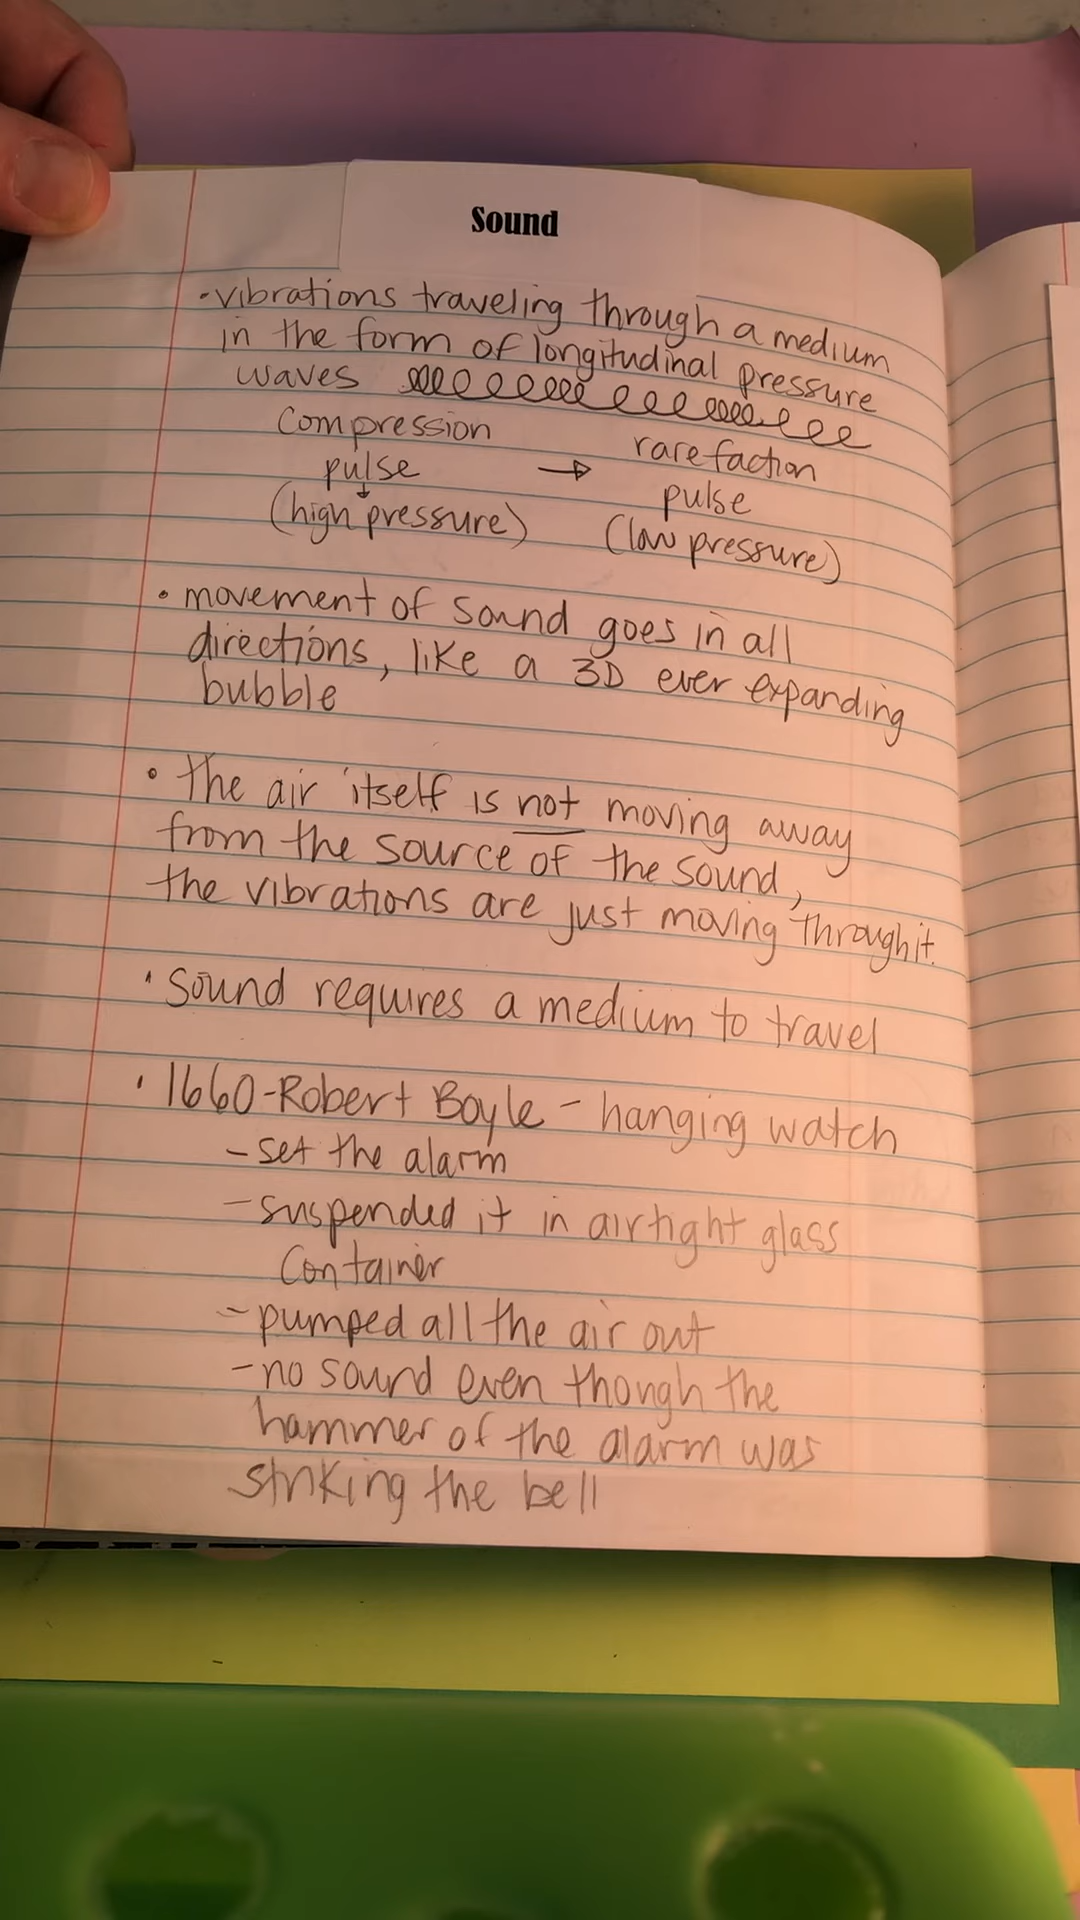 Sound
•vibrations traveling through a medium
in the form of longitudinal pressure
waves
compression
pulse → rarefaction
(high pressure) pulse
(low pressure)
• movement of sound goes in all
directions, like a 3D ever expanding
bubble
• the air itself is not moving away
from the source of the sound,
the vibrations are just moving through it.
• Sound requires a medium to travel
• 1660-Robert Boyle - hanging watch
- set the alarm
- suspended it in airtight glass
container
- pumped all the air out
- no sound even though the
hammer of the alarm was
striking the bell